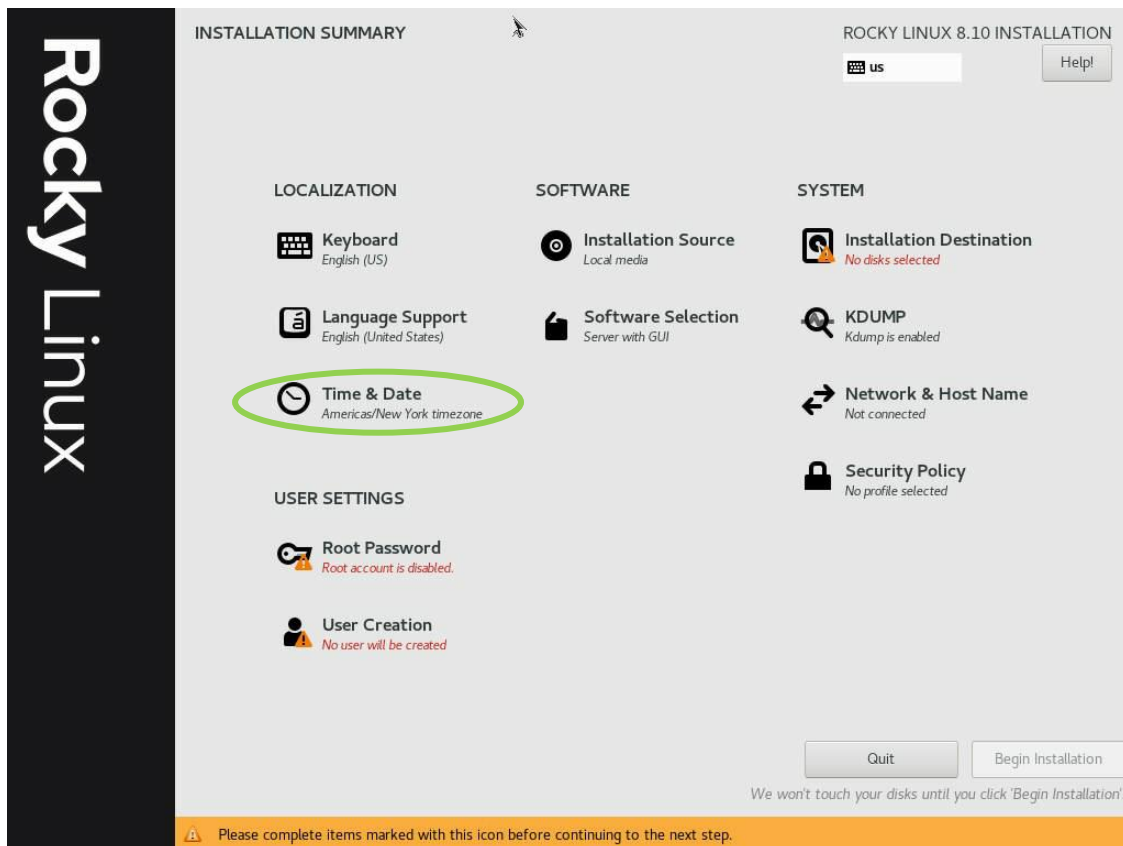 Rocky Linux
INSTALLATION SUMMARY
ROCKY LINUX 8.10 INSTALLATION
us
Help!
LOCALIZATION
Keyboard
English (US)
Language Support
English (United States)
Time & Date
Americas/New York timezone
SOFTWARE
Installation Source
Local media
Software Selection
Server with GUI
SYSTEM
Installation Destination
No disks selected
KDUMP
Kdump is enabled
Network & Host Name
Not connected
Security Policy
No profile selected
USER SETTINGS
Root Password
Root account is disabled.
User Creation
No user will be created
Quit
Begin Installation
We won't touch your disks until you click 'Begin Installation'
Please complete items marked with this icon before continuing to the next step.